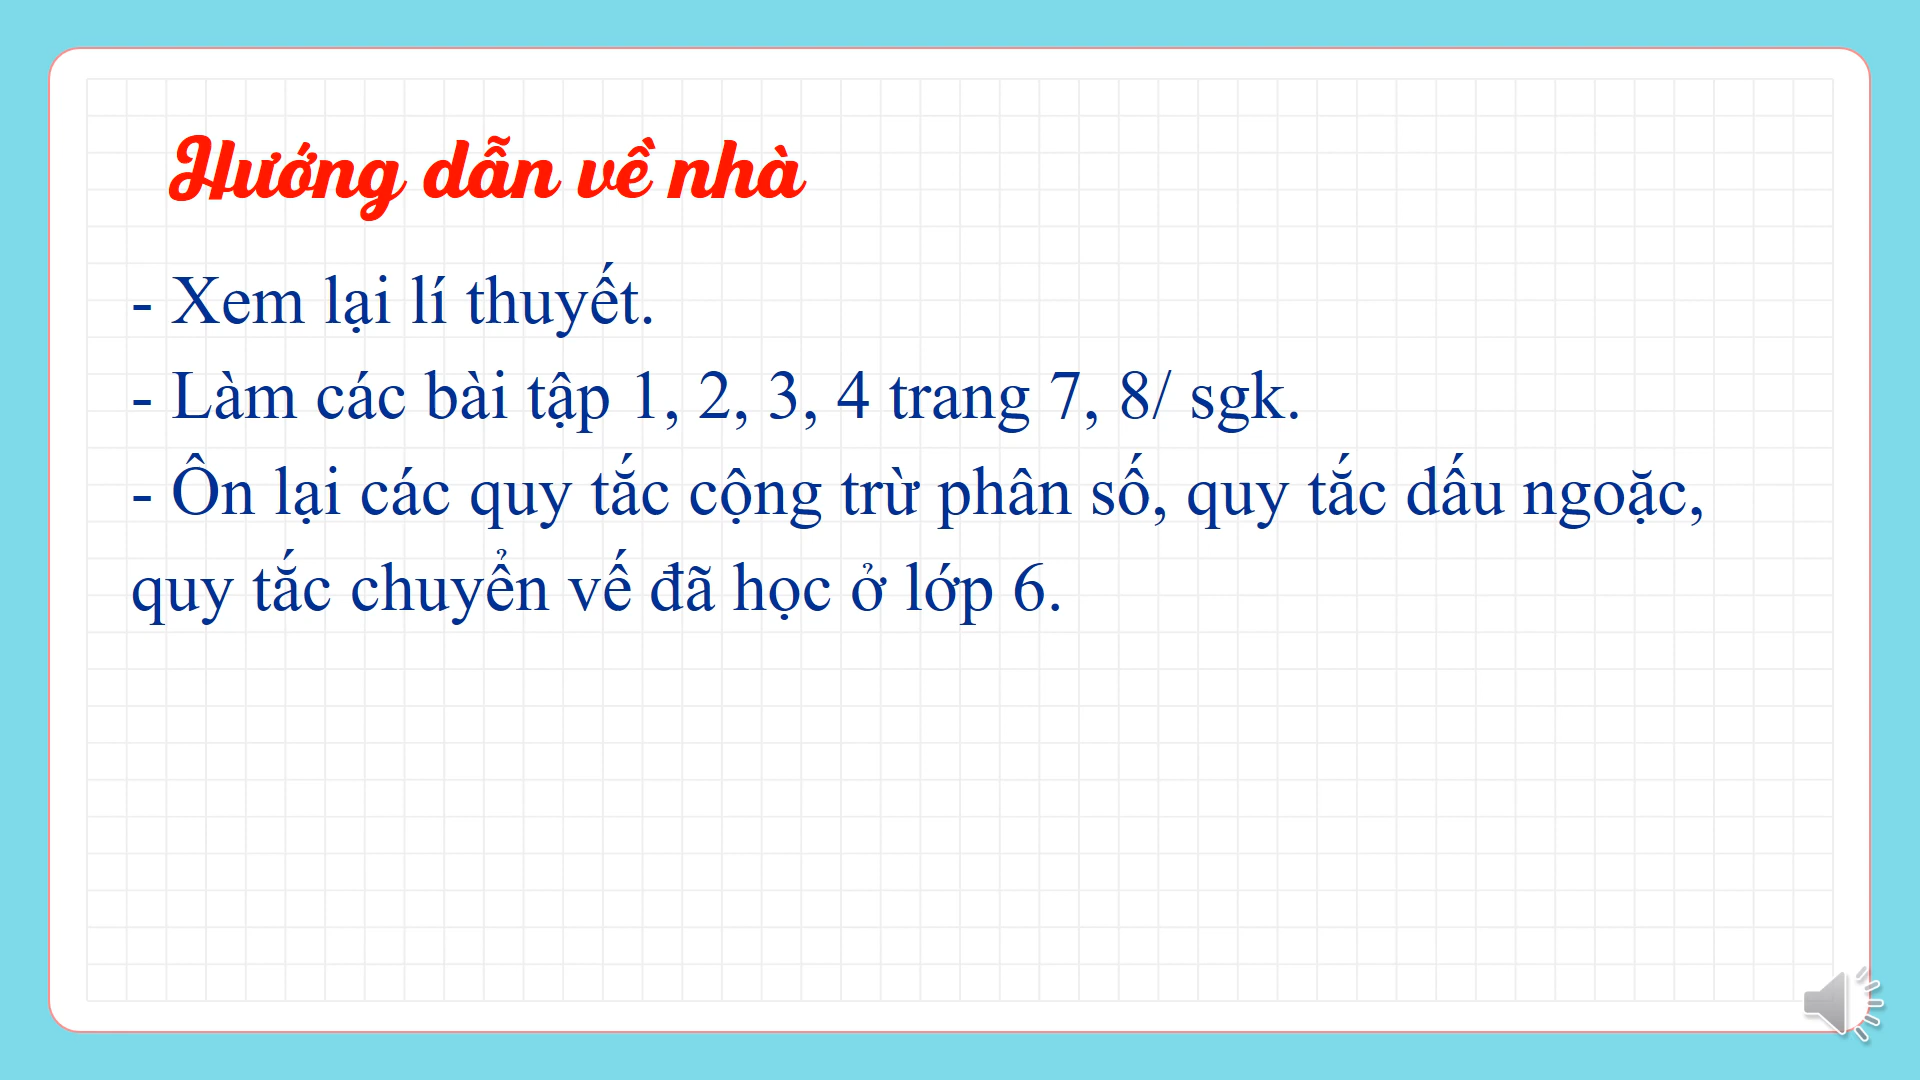 Hướng dẫn về nhà
- Xem lại lí thuyết.
- Làm các bài tập 1, 2, 3, 4 trang 7, 8/ sgk.
- Ôn lại các quy tắc cộng trừ phân số, quy tắc dấu ngoặc,
quy tắc chuyển vế đã học ở lớp 6.